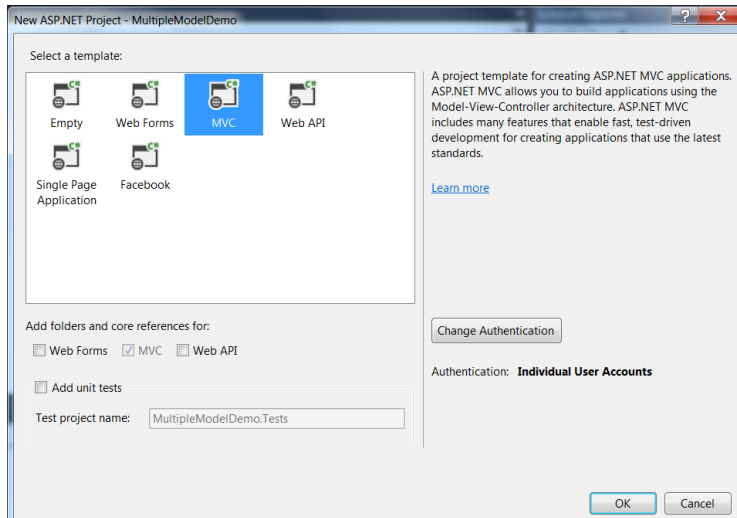 New ASP.NET Project - MultipleModelDemo
Select a template:
C# C# C# C#
Empty Web Forms MVC Web API
C# C#
Single Page Application Facebook
A project template for creating ASP.NET MVC applications.
ASP.NET MVC allows you to build applications using the
Model-View-Controller architecture. ASP.NET MVC
includes many features that enable fast, test-driven
development for creating applications that use the latest
standards.
Learn more
Add folders and core references for:
Web Forms MVC Web API
Add unit tests
Test project name: MultipleModelDemo.Tests
Change Authentication
Authentication: Individual User Accounts
OK Cancel